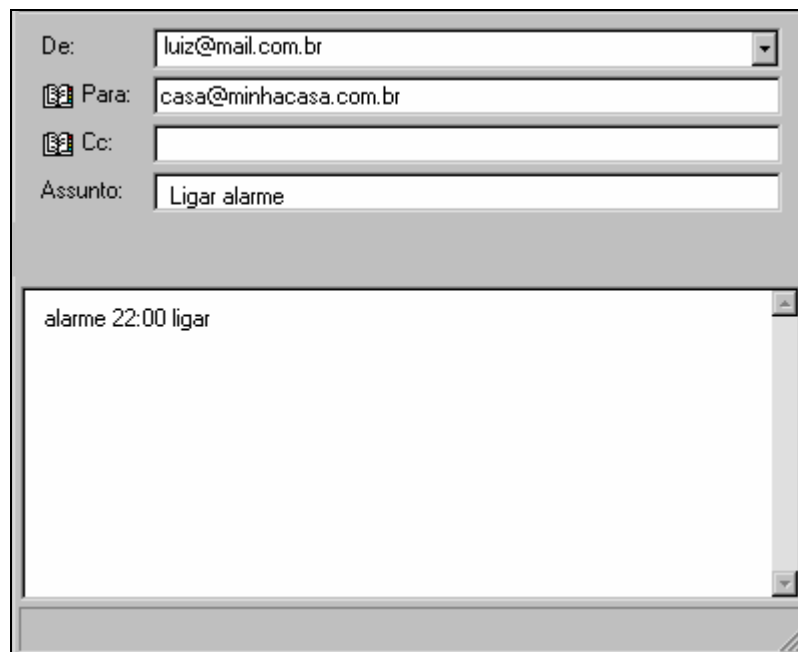 De: luiz@mail.com.br
Para: casa@minhacasa.com.br
Cc:
Assunto: Ligar alarme
alarme 22:00 ligar